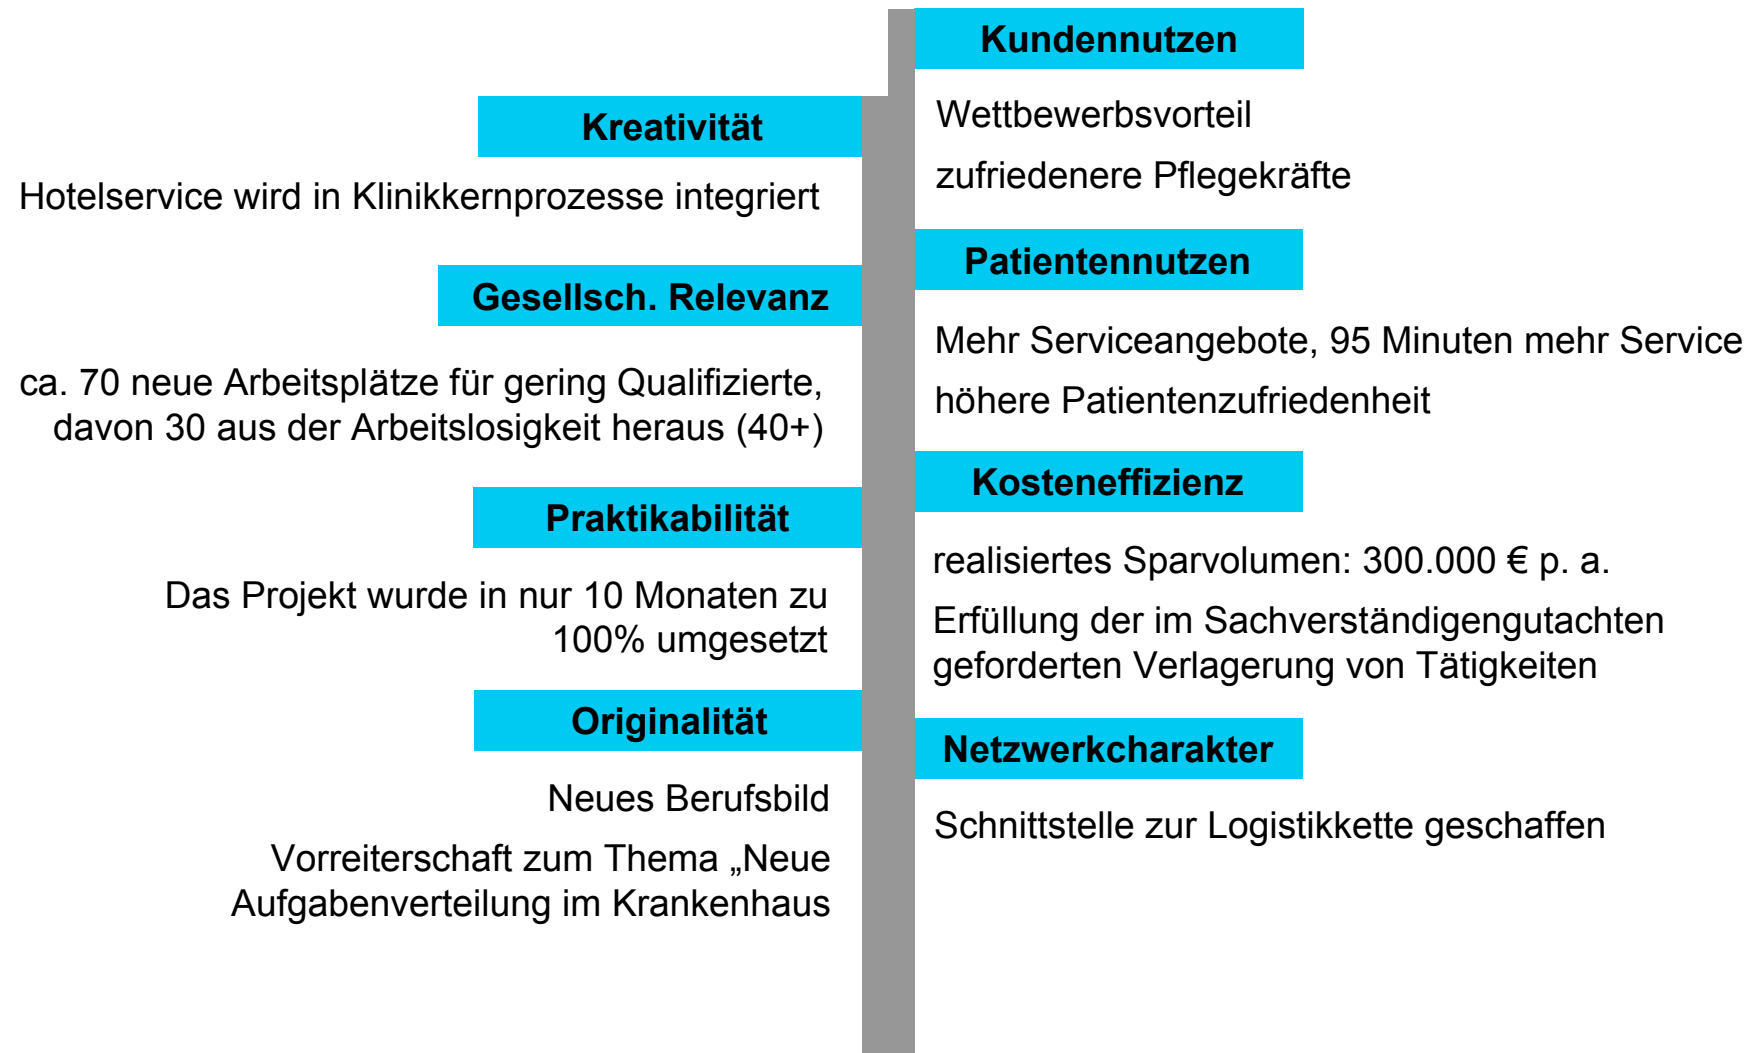 Kreativität
Hotelservice wird in Klinikkernprozesse integriert
Gesellsch. Relevanz
ca. 70 neue Arbeitsplätze für gering Qualifizierte,
davon 30 aus der Arbeitslosigkeit heraus (40+)
Praktikabilität
Das Projekt wurde in nur 10 Monaten zu
100% umgesetzt
Originalität
Neues Berufsbild
Vorreiterschaft zum Thema „Neue
Aufgabenverteilung im Krankenhaus
Kundennutzen
Wettbewerbsvorteil
zufriedenere Pflegekräfte
Patientennutzen
Mehr Serviceangebote, 95 Minuten mehr Service
höhere Patientenzufriedenheit
Kosteneffizienz
realisiertes Sparvolumen: 300.000 € p. a.
Erfüllung der im Sachverständigengutachten
geforderten Verlagerung von Tätigkeiten
Netzwerkcharakter
Schnittstelle zur Logistikkette geschaffen